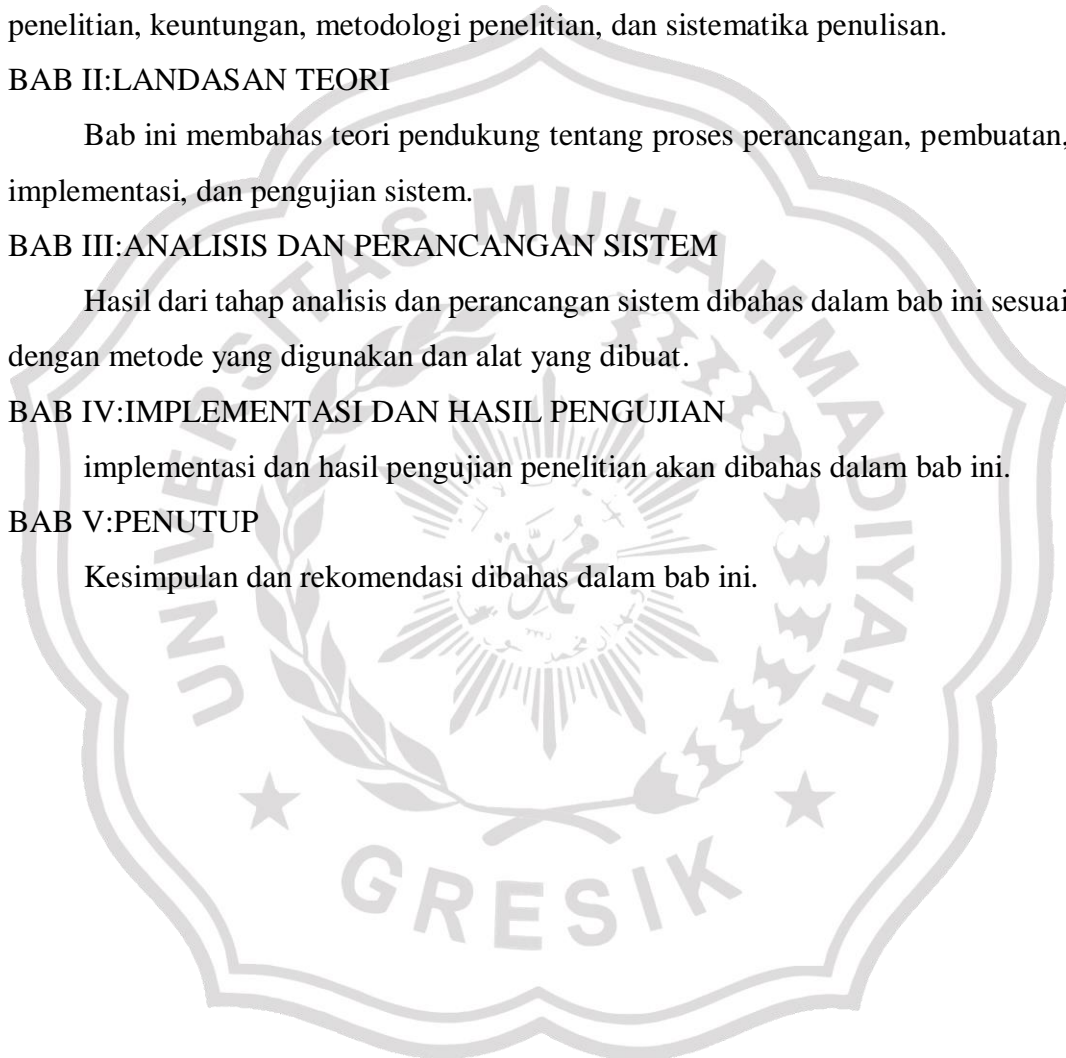 penelitian, keuntungan, metodologi penelitian, dan sistematika penulisan.
BAB II:LANDASAN TEORI
Bab ini membahas teori pendukung tentang proses perancangan, pembuatan,
implementasi, dan pengujian sistem.
BAB III:ANALISIS DAN PERANCANGAN SISTEM
Hasil dari tahap analisis dan perancangan sistem dibahas dalam bab ini sesuai
dengan metode yang digunakan dan alat yang dibuat.
BAB IV:IMPLEMENTASI DAN HASIL PENGUJIAN
implementasi dan hasil pengujian penelitian akan dibahas dalam bab ini.
BAB V:PENUTUP
Kesimpulan dan rekomendasi dibahas dalam bab ini.
UNIVERSITAS MUHAMMADIYAH
GRESIK